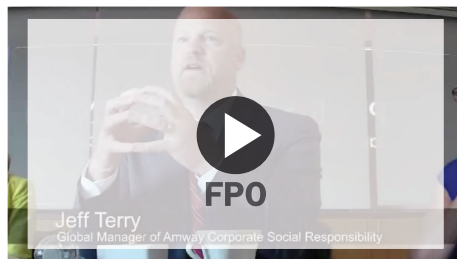 FPO
Jeff Terry
Global Manager of Amway Corporate Social Responsibility